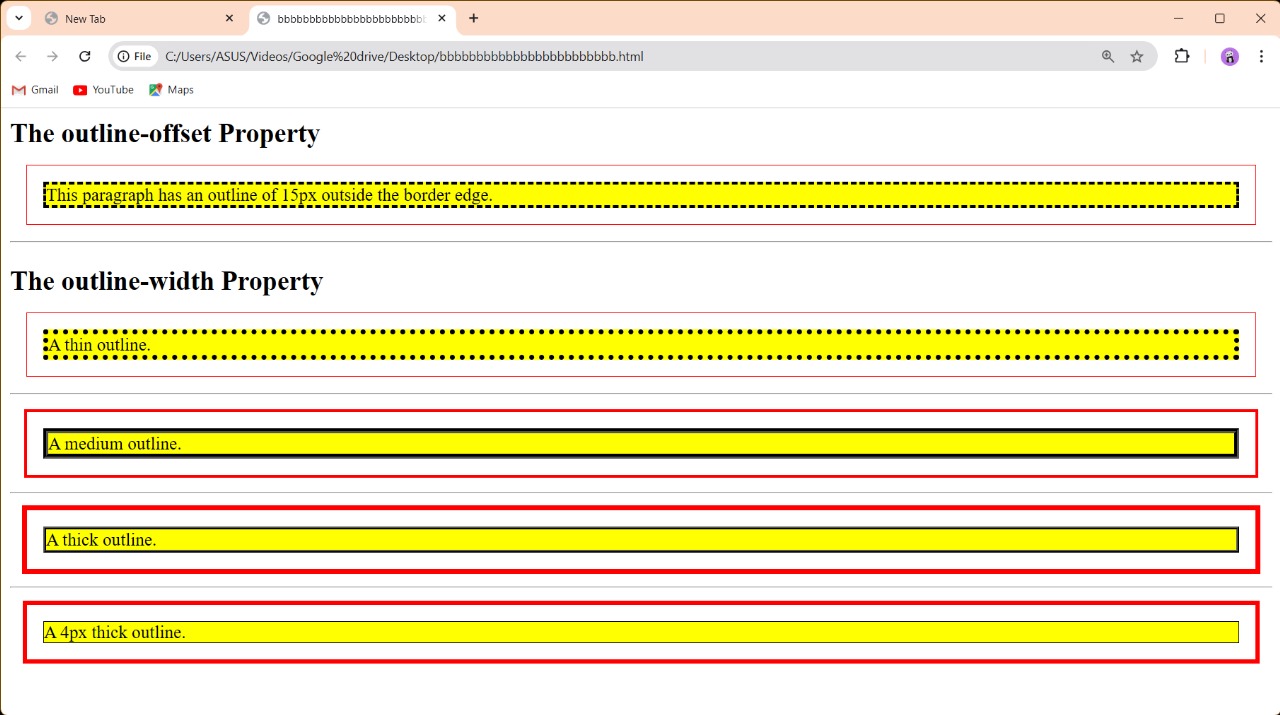 New Tab
bbbbbbbbbbbbbbbbbbbbbbb
File
C:/Users/ASUS/Videos/Google%20drive/Desktop/bbbbbbbbbbbbbbbbbbbbbbbb.html
Gmail
YouTube
Maps
The outline-offset Property
This paragraph has an outline of 15px outside the border edge.
The outline-width Property
A thin outline.
A medium outline.
A thick outline.
A 4px thick outline.